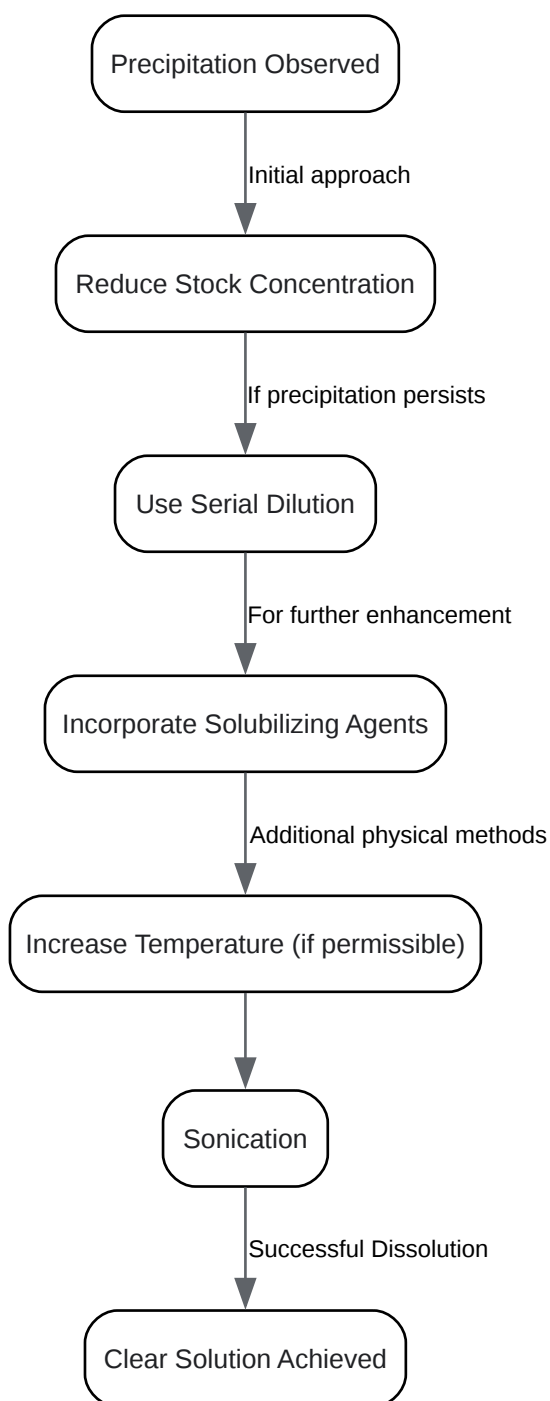 Precipitation Observed
Initial approach
Reduce Stock Concentration
If precipitation persists
Use Serial Dilution
For further enhancement
Incorporate Solubilizing Agents
Additional physical methods
Increase Temperature (if permissible)
Sonication
Successful Dissolution
Clear Solution Achieved